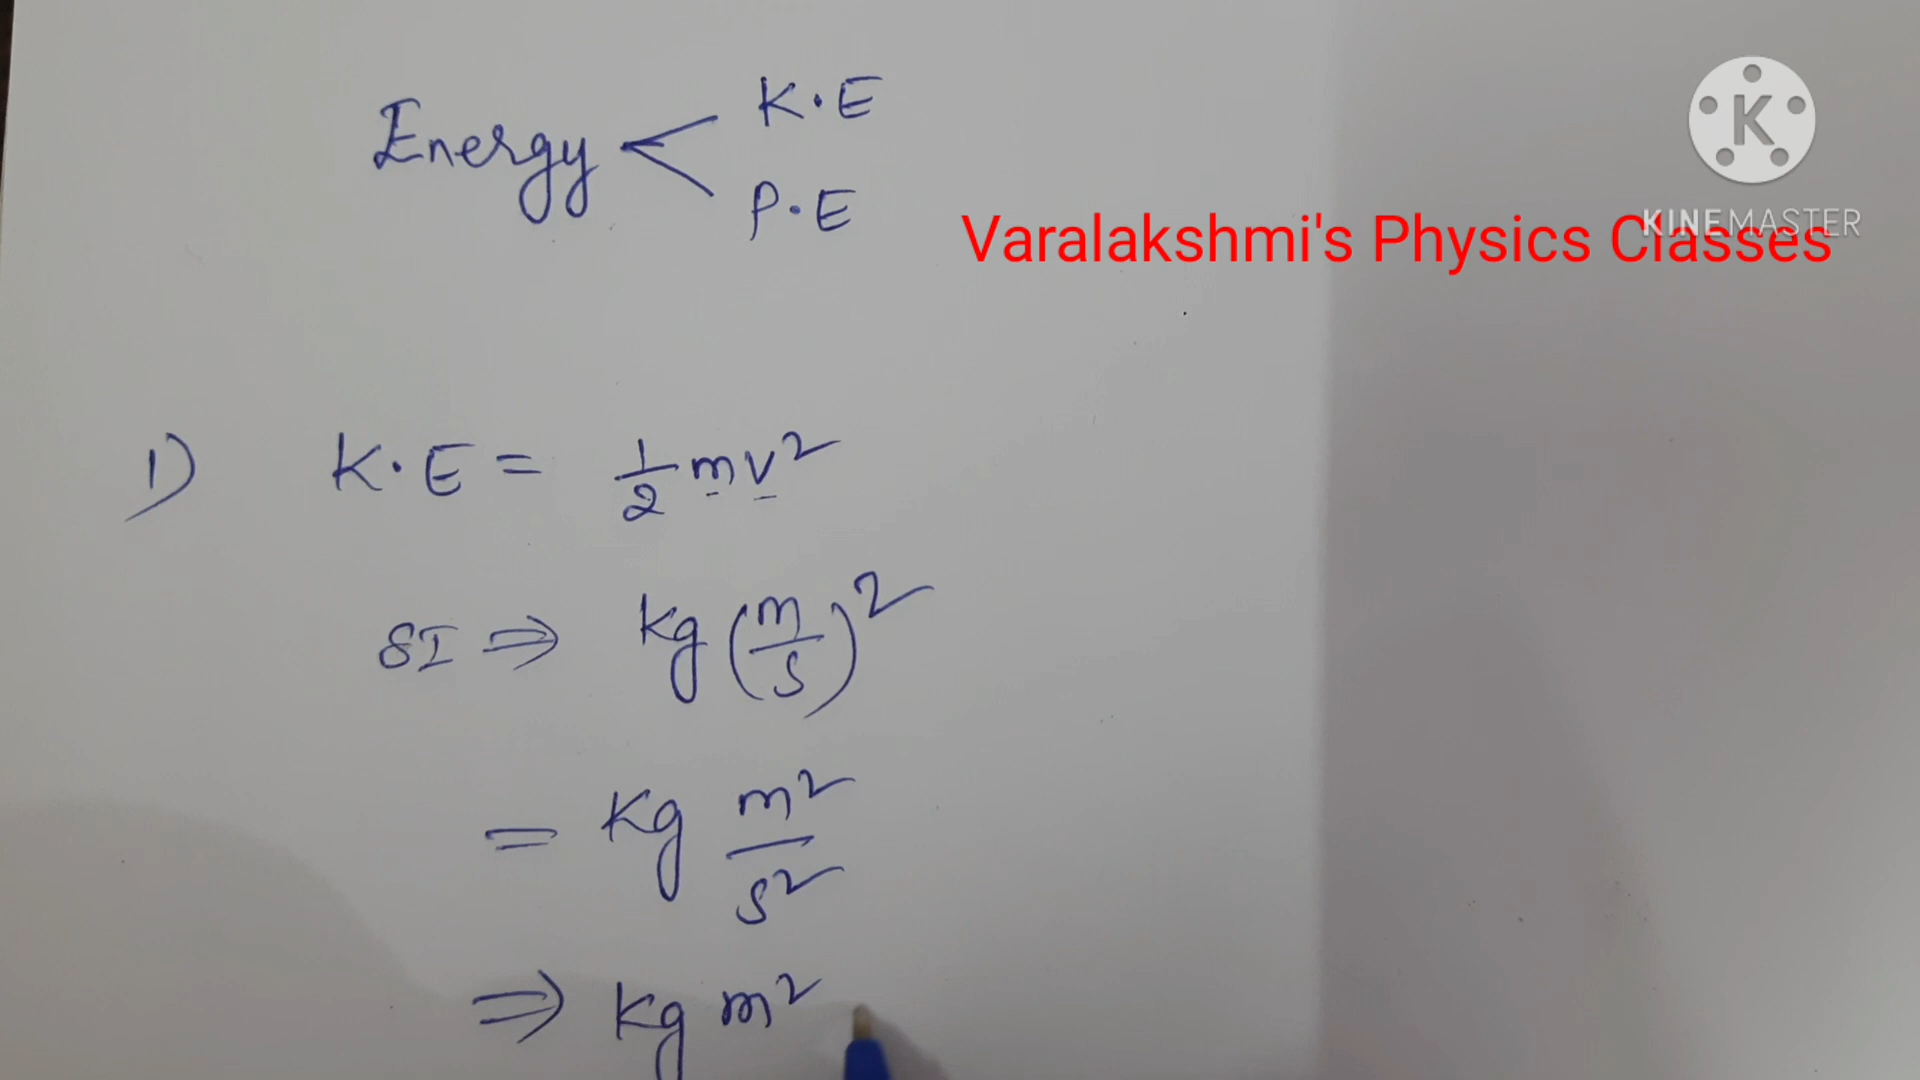 Energy < K.E
P.E
K
KINEMASTER
Varalakshmi's Physics Classes
1) K.E = 1/2 mv²
SI ⇒ kg (m/s)²
= kg m²/s²
⇒ kg m²